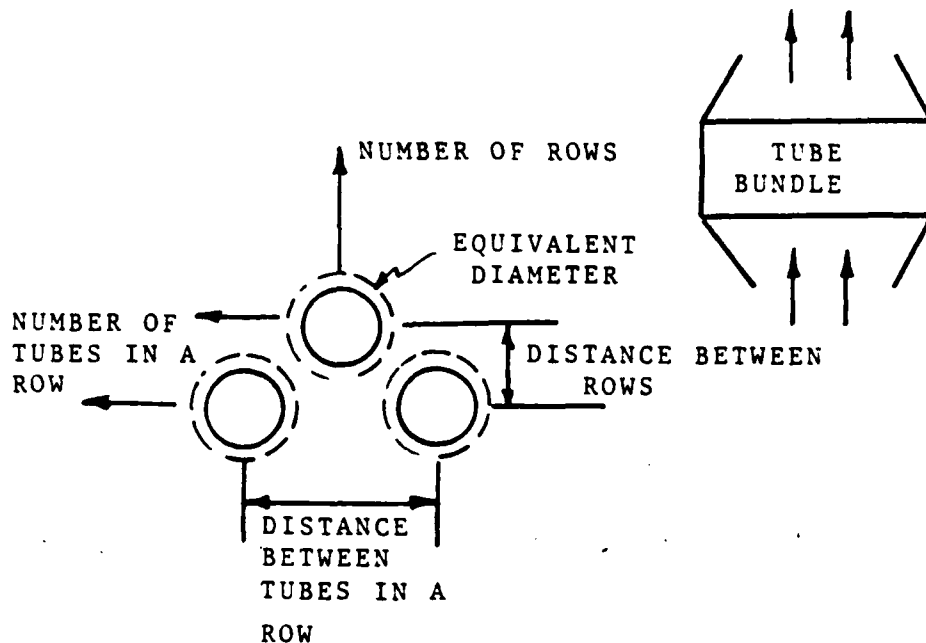 NUMBER OF ROWS
TUBE
BUNDLE
EQUIVALENT
DIAMETER
NUMBER OF
TUBES IN A
ROW
DISTANCE BETWEEN
ROWS
DISTANCE
BETWEEN
TUBES IN A
ROW